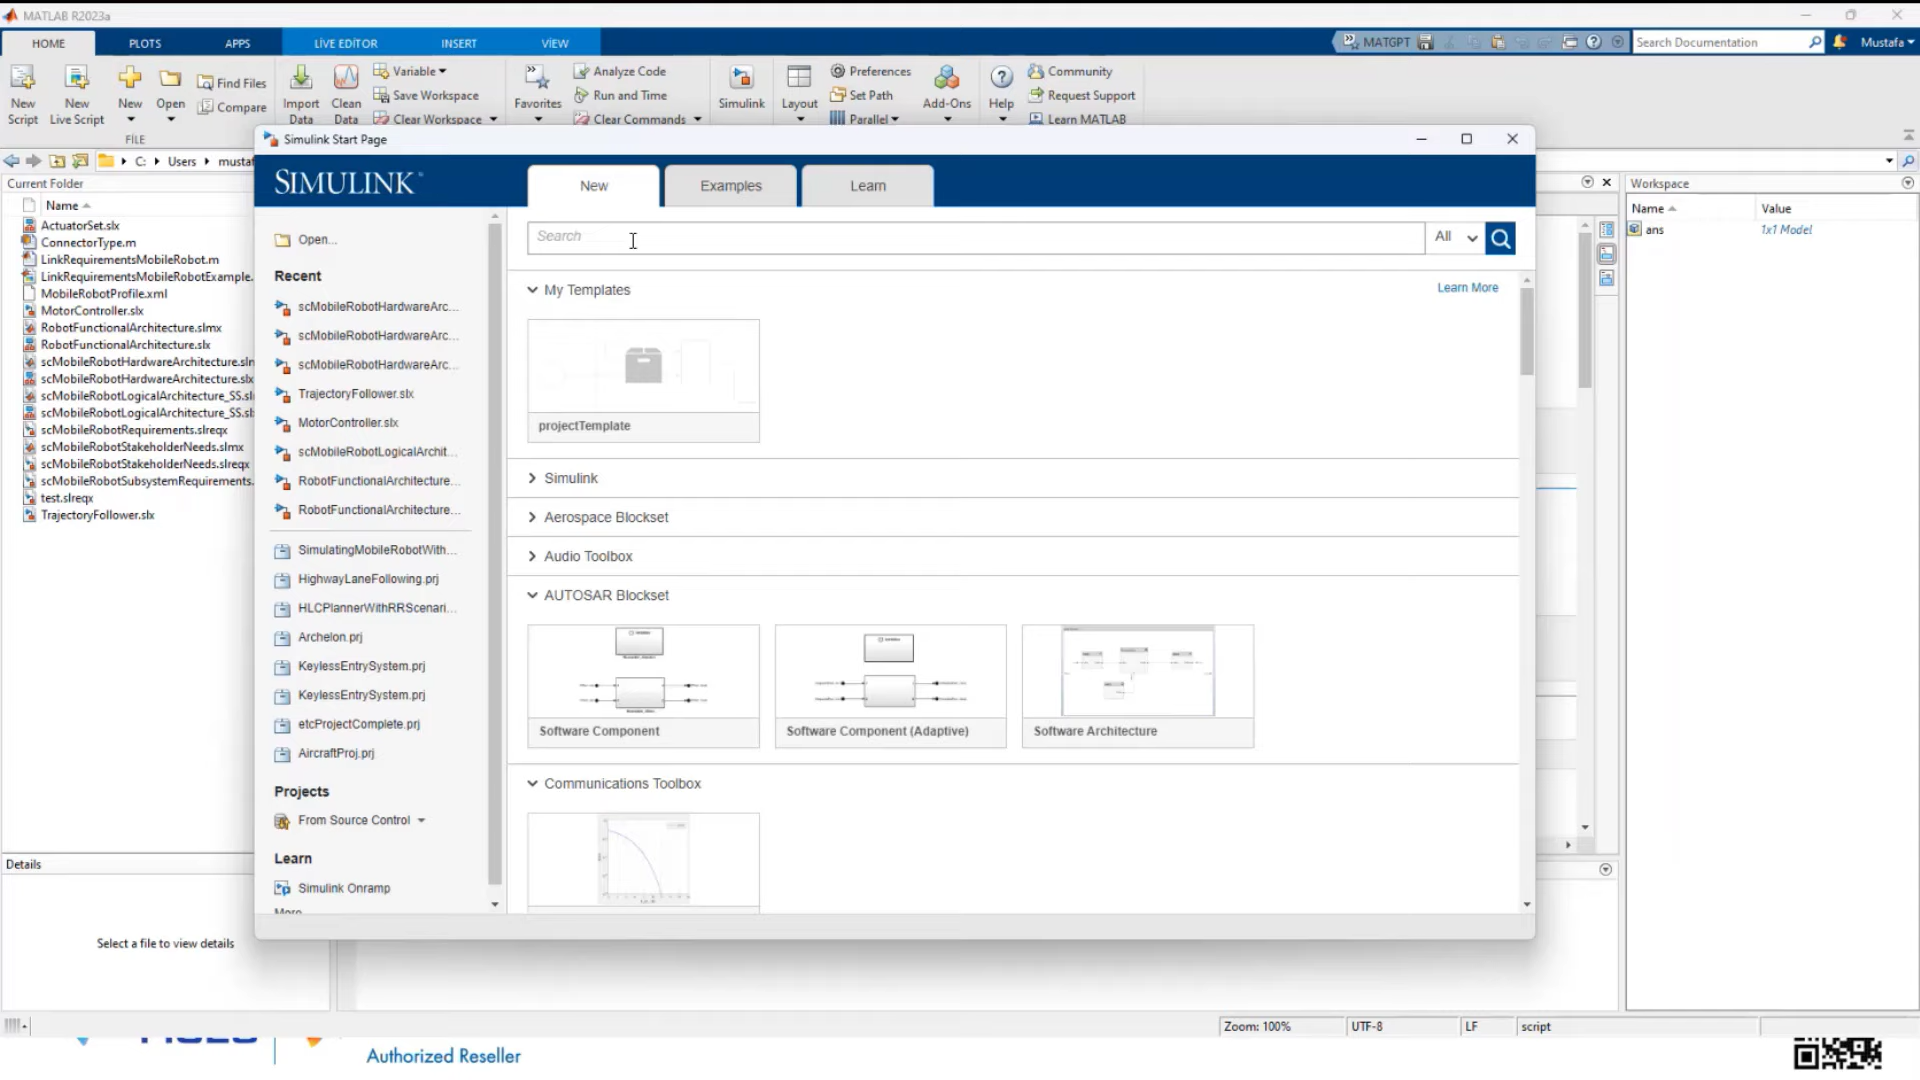 MATLAB R2023a
HOME
PLOTS
APPS
LIVE EDITOR
INSERT
VIEW
MATGPT
Search Documentation
Mustafa
New
Script
New
Live Script
New
Open
Find Files
Compare
Import
Data
Clean
Data
Variable
Save Workspace
Clear Workspace
Favorites
Analyze Code
Run and Time
Clear Commands
Simulink
Layout
Preferences
Set Path
Parallel
Add-Ons
Help
Community
Request Support
Learn MATLAB
FILE
C:
Users
mustaf
Current Folder
Name
ActuatorSet.slx
ConnectorType.m
LinkRequirementsMobileRobot.m
LinkRequirementsMobileRobotExample.
MobileRobotProfile.xml
MotorController.slx
RobotFunctionalArchitecture.slmx
RobotFunctionalArchitecture.slx
scMobileRobotHardwareArchitecture.slm
scMobileRobotHardwareArchitecture.slx
scMobileRobotLogicalArchitecture_SS.sl
scMobileRobotLogicalArchitecture_SS.sl
scMobileRobotRequirements.slreqx
scMobileRobotStakeholderNeeds.slmx
scMobileRobotStakeholderNeeds.slreqx
scMobileRobotSubsystemRequirements.
test.slreqx
TrajectoryFollower.slx
Details
Select a file to view details
Simulink Start Page
SIMULINK
New
Examples
Learn
Open...
Recent
scMobileRobotHardwareArc...
scMobileRobotHardwareArc...
scMobileRobotHardwareArc...
TrajectoryFollower.slx
MotorController.slx
scMobileRobotLogicalArchit...
RobotFunctionalArchitecture...
RobotFunctionalArchitecture...
SimulatingMobileRobotWith...
HighwayLaneFollowing.prj
HLCPlannerWithRRScenari...
Archelon.prj
KeylessEntrySystem.prj
KeylessEntrySystem.prj
etcProjectComplete.prj
AircraftProj.prj
Projects
From Source Control
Learn
Simulink Onramp
More
Search
All
My Templates
Learn More
projectTemplate
Simulink
Aerospace Blockset
Audio Toolbox
AUTOSAR Blockset
Software Component
Software Component (Adaptive)
Software Architecture
Communications Toolbox
Workspace
Name
Value
ans
1x1 Model
Zoom: 100%
UTF-8
LF
script
Authorized Reseller